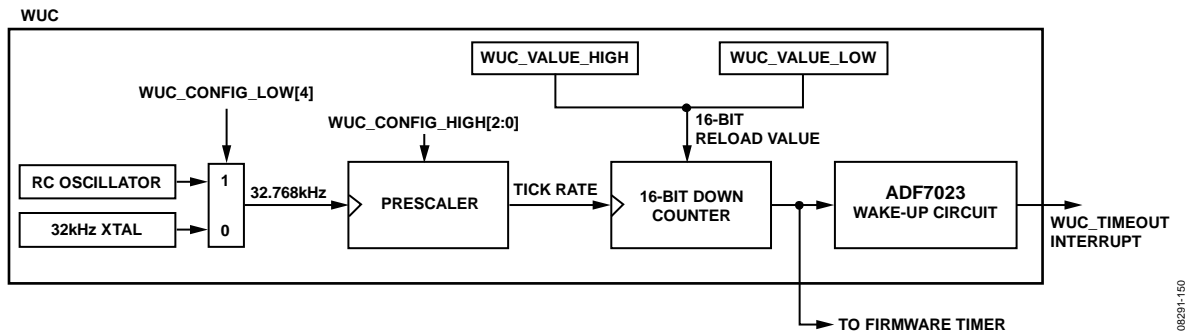 WUC
WUC_VALUE_HIGH
WUC_VALUE_LOW
WUC_CONFIG_LOW[4]
WUC_CONFIG_HIGH[2:0]
16-BIT
RELOAD VALUE
RC OSCILLATOR
1
32kHz XTAL
0
32.768kHz
PRESCALER
TICK RATE
16-BIT DOWN
COUNTER
ADF7023
WAKE-UP CIRCUIT
WUC_TIMEOUT
INTERRUPT
TO FIRMWARE TIMER
08291-150